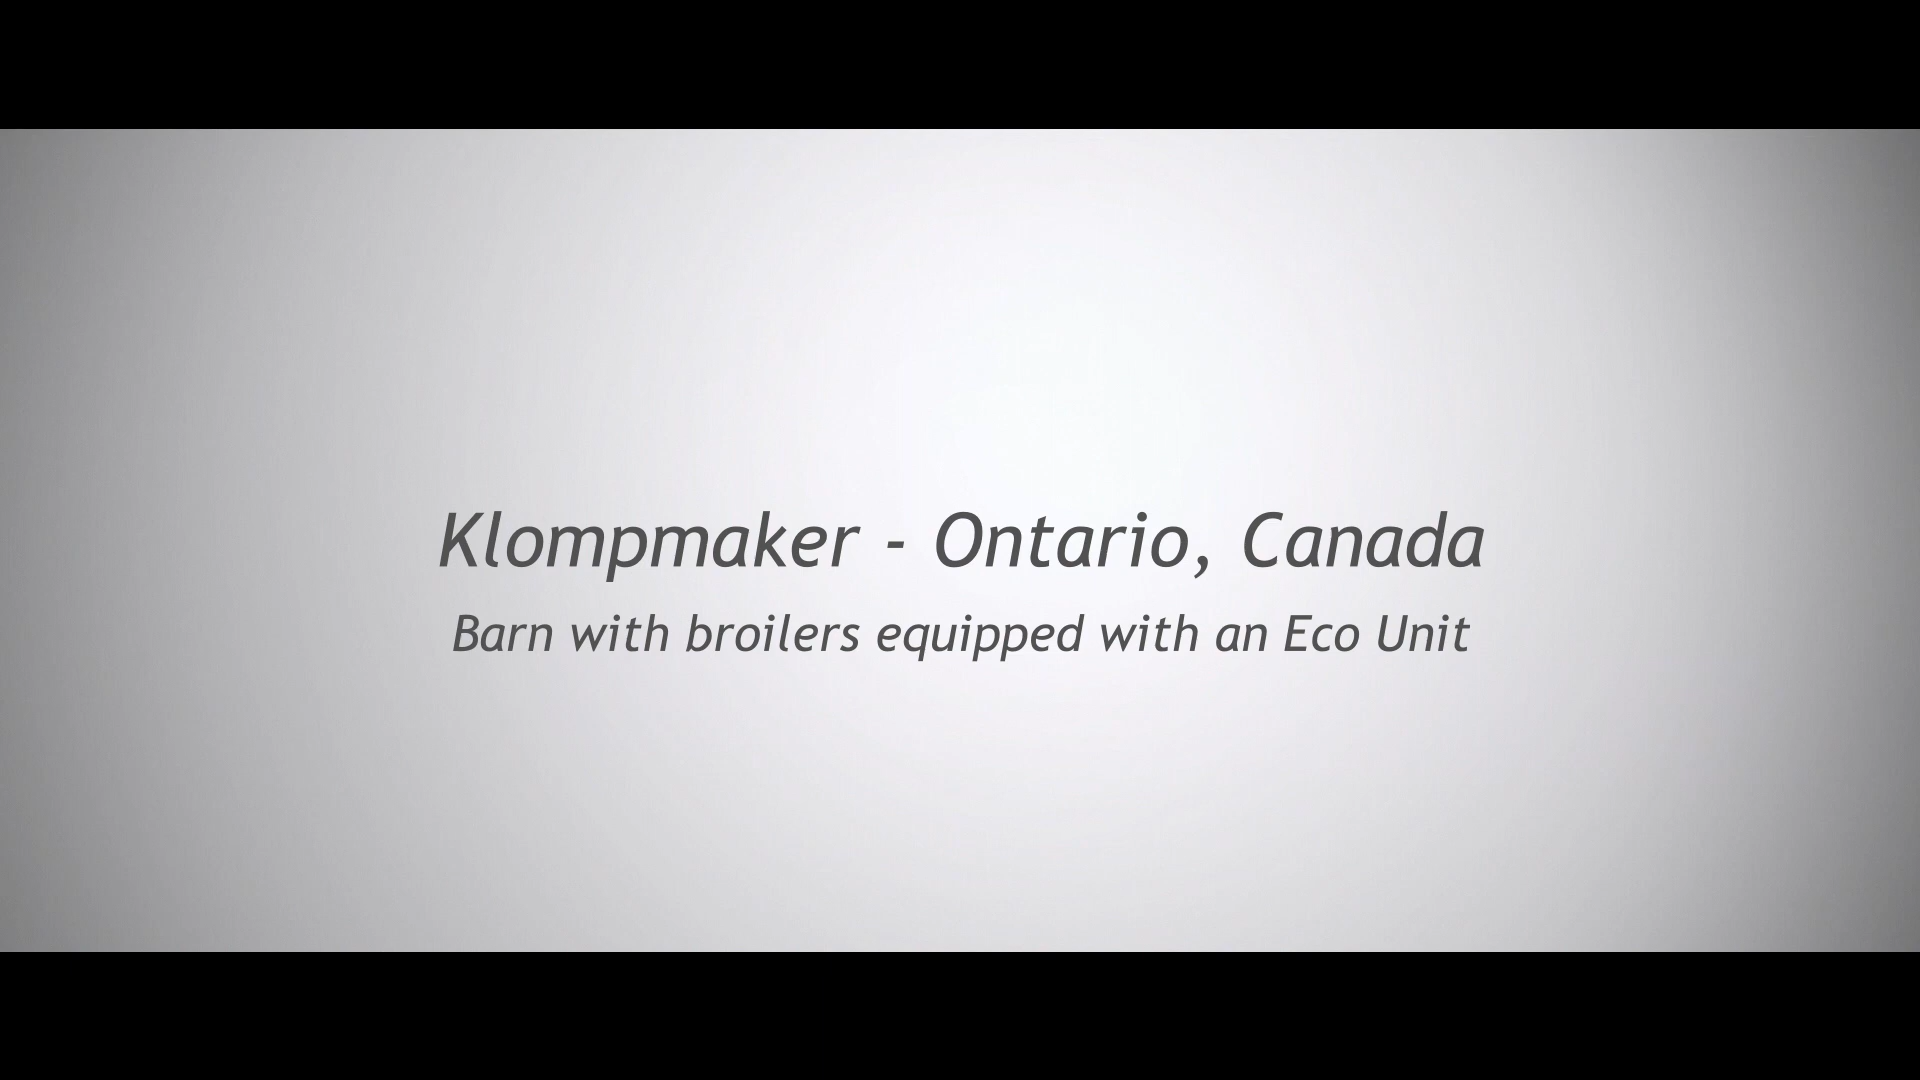 Klompmaker - Ontario, Canada
Barn with broilers equipped with an Eco Unit